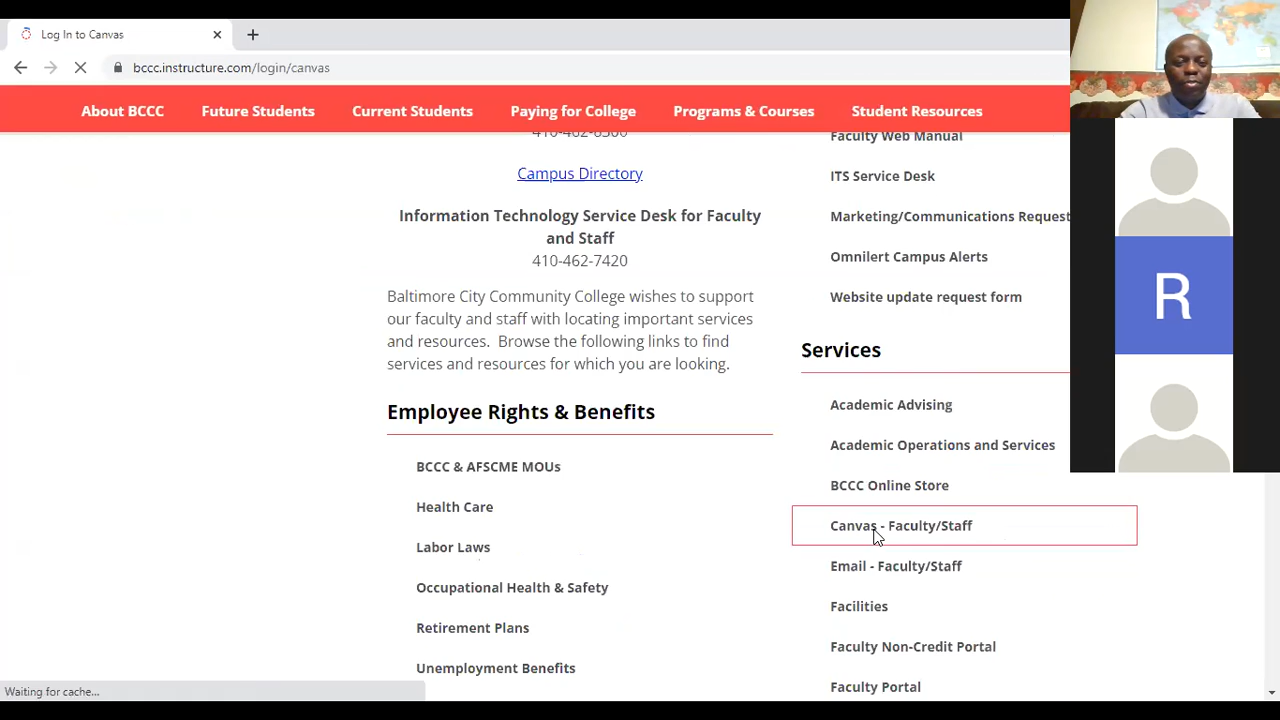 Log In to Canvas
bccc.instructure.com/login/canvas
About BCCC Future Students Current Students Paying for College Programs & Courses Student Resources
410-462-8300
Campus Directory
Information Technology Service Desk for Faculty
and Staff
410-462-7420
Baltimore City Community College wishes to support
our faculty and staff with locating important services
and resources. Browse the following links to find
services and resources for which you are looking.
Employee Rights & Benefits
BCCC & AFSCME MOUs
Health Care
Labor Laws
Occupational Health & Safety
Retirement Plans
Unemployment Benefits
Faculty Web Manual
ITS Service Desk
Marketing/Communications Request
Omnilert Campus Alerts
Website update request form
Services
Academic Advising
Academic Operations and Services
BCCC Online Store
Canvas - Faculty/Staff
Email - Faculty/Staff
Facilities
Faculty Non-Credit Portal
Faculty Portal
Waiting for cache...
R